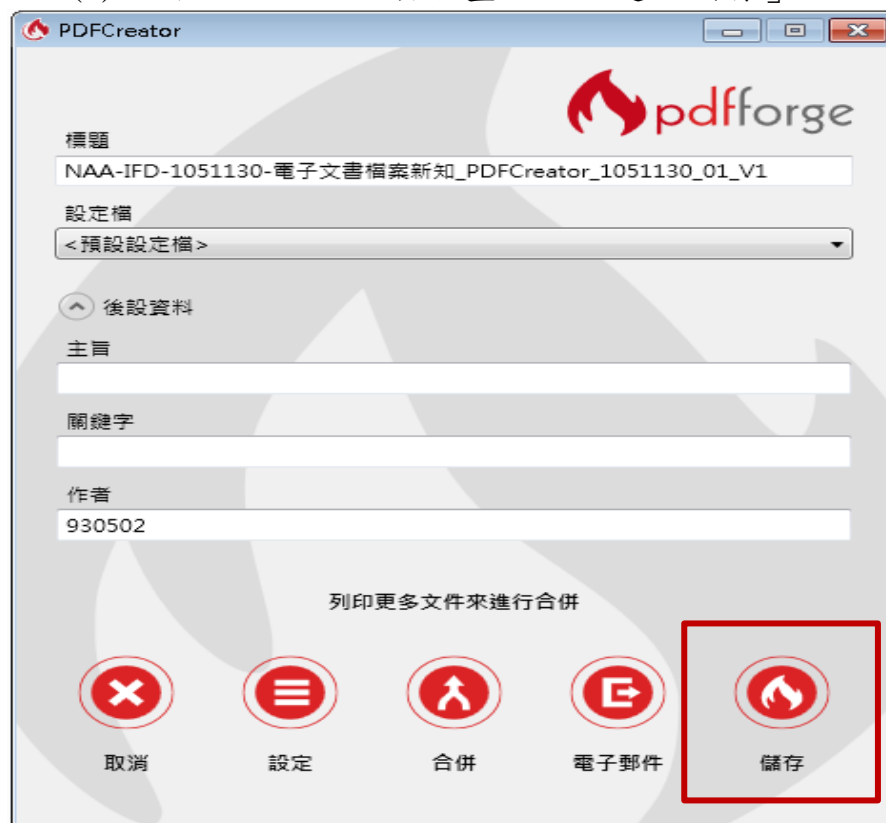 PDFCreator
pdfforge
標題
NAA-IFD-1051130-電子文書檔案新知_PDFCreator_1051130_01_V1
設定檔
<預設設定檔>
後設資料
主旨
關鍵字
作者
930502
列印更多文件來進行合併
取消 設定 合併 電子郵件 儲存